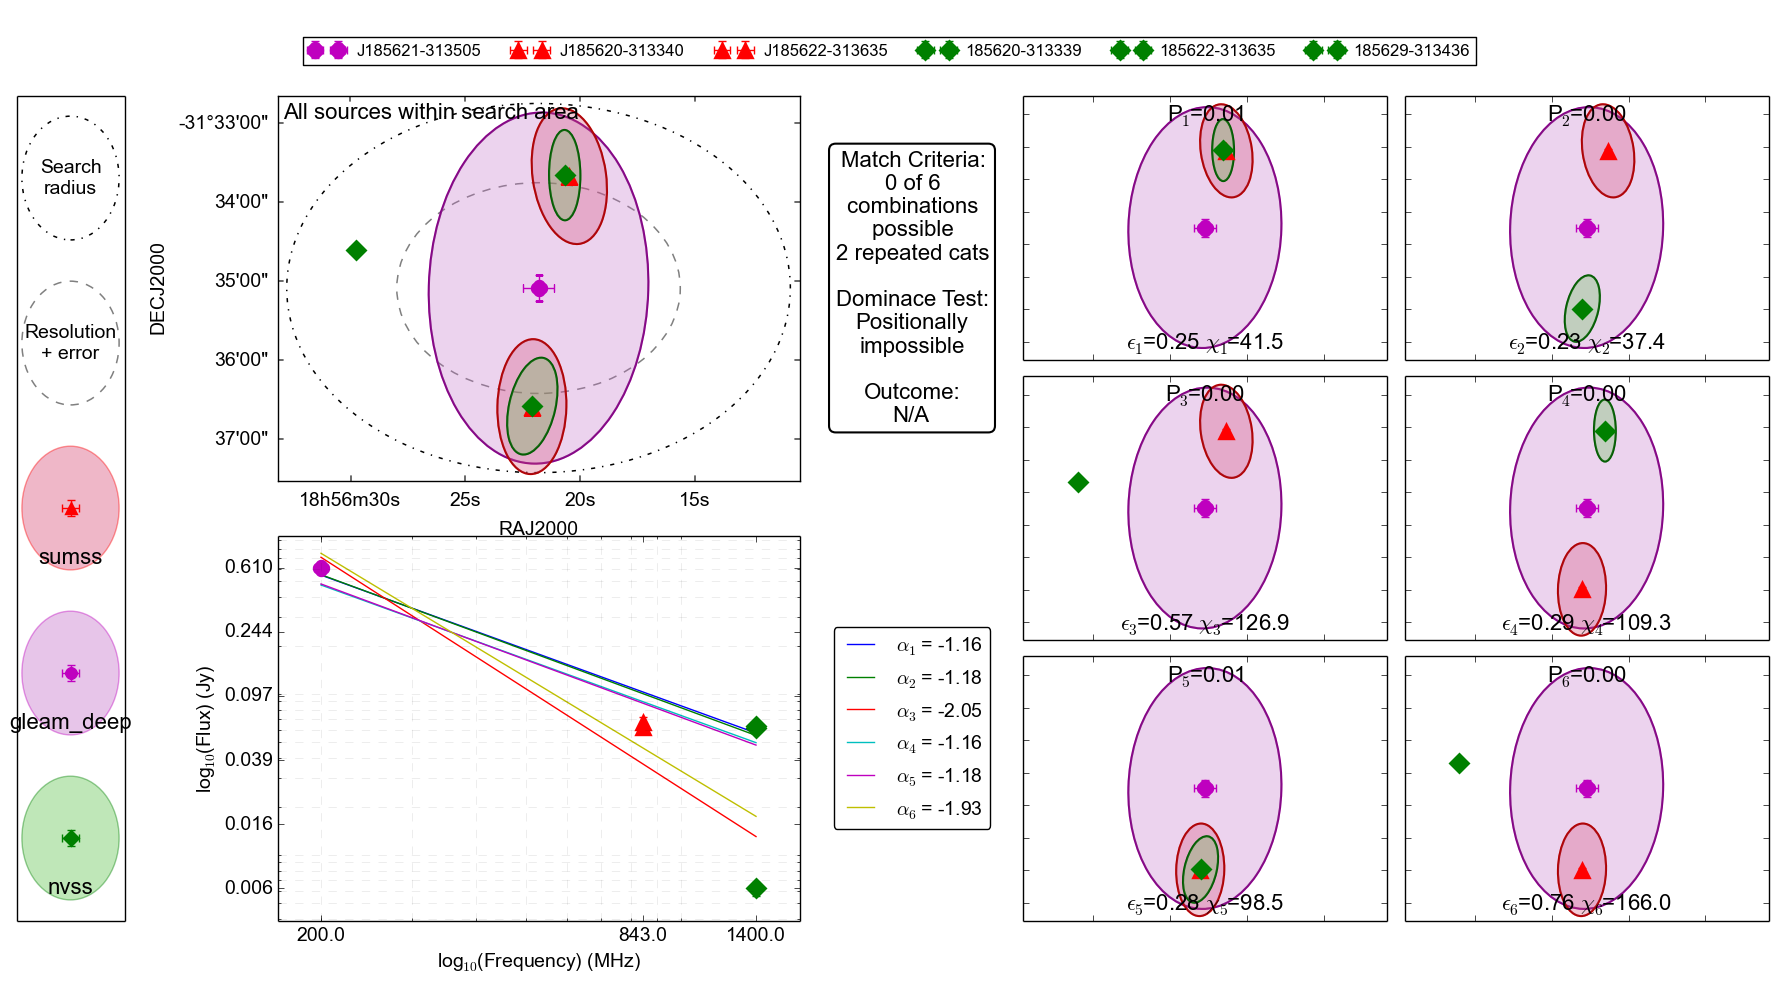 J185621-313505 J185620-313340 J185622-313635 185620-313339 185622-313635 185629-313436
Search
radius
Resolution
+ error
sumss
gleam_deep
nvss
All sources within search area
DECJ2000
-31°33'00"
34'00"
35'00"
36'00"
37'00"
18h56m30s 25s 20s 15s
RAJ2000
Match Criteria:
0 of 6
combinations
possible
2 repeated cats
Dominace Test:
Positionally
impossible
Outcome:
N/A
log10(Flux) (Jy)
0.610
0.244
0.097
0.039
0.016
0.006
200.0 843.0 1400.0
log10(Frequency) (MHz)
α1 = -1.16
α2 = -1.18
α3 = -2.05
α4 = -1.16
α5 = -1.18
α6 = -1.93
P1=0.01
ϵ1=0.25 χ1=41.5
P2=0.00
ϵ2=0.23 χ2=37.4
P3=0.00
ϵ3=0.57 χ3=126.9
P4=0.00
ϵ4=0.29 χ4=109.3
P5=0.01
ϵ5=0.28 χ5=98.5
P6=0.00
ϵ6=0.76 χ6=166.0